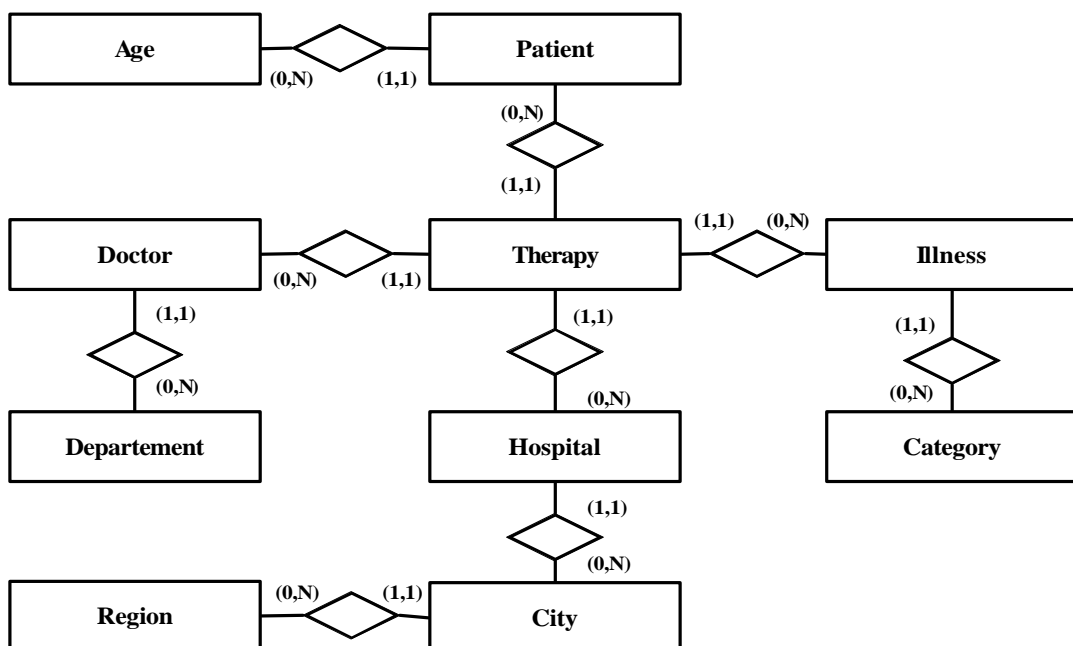 Age
Patient
(0,N)
(1,1)
(0,N)
(1,1)
Doctor
Therapy
Illness
(0,N)
(1,1)
(1,1)
(0,N)
(1,1)
(1,1)
(1,1)
(0,N)
(0,N)
(0,N)
Departement
Hospital
Category
(1,1)
(0,N)
Region
City
(0,N)
(1,1)